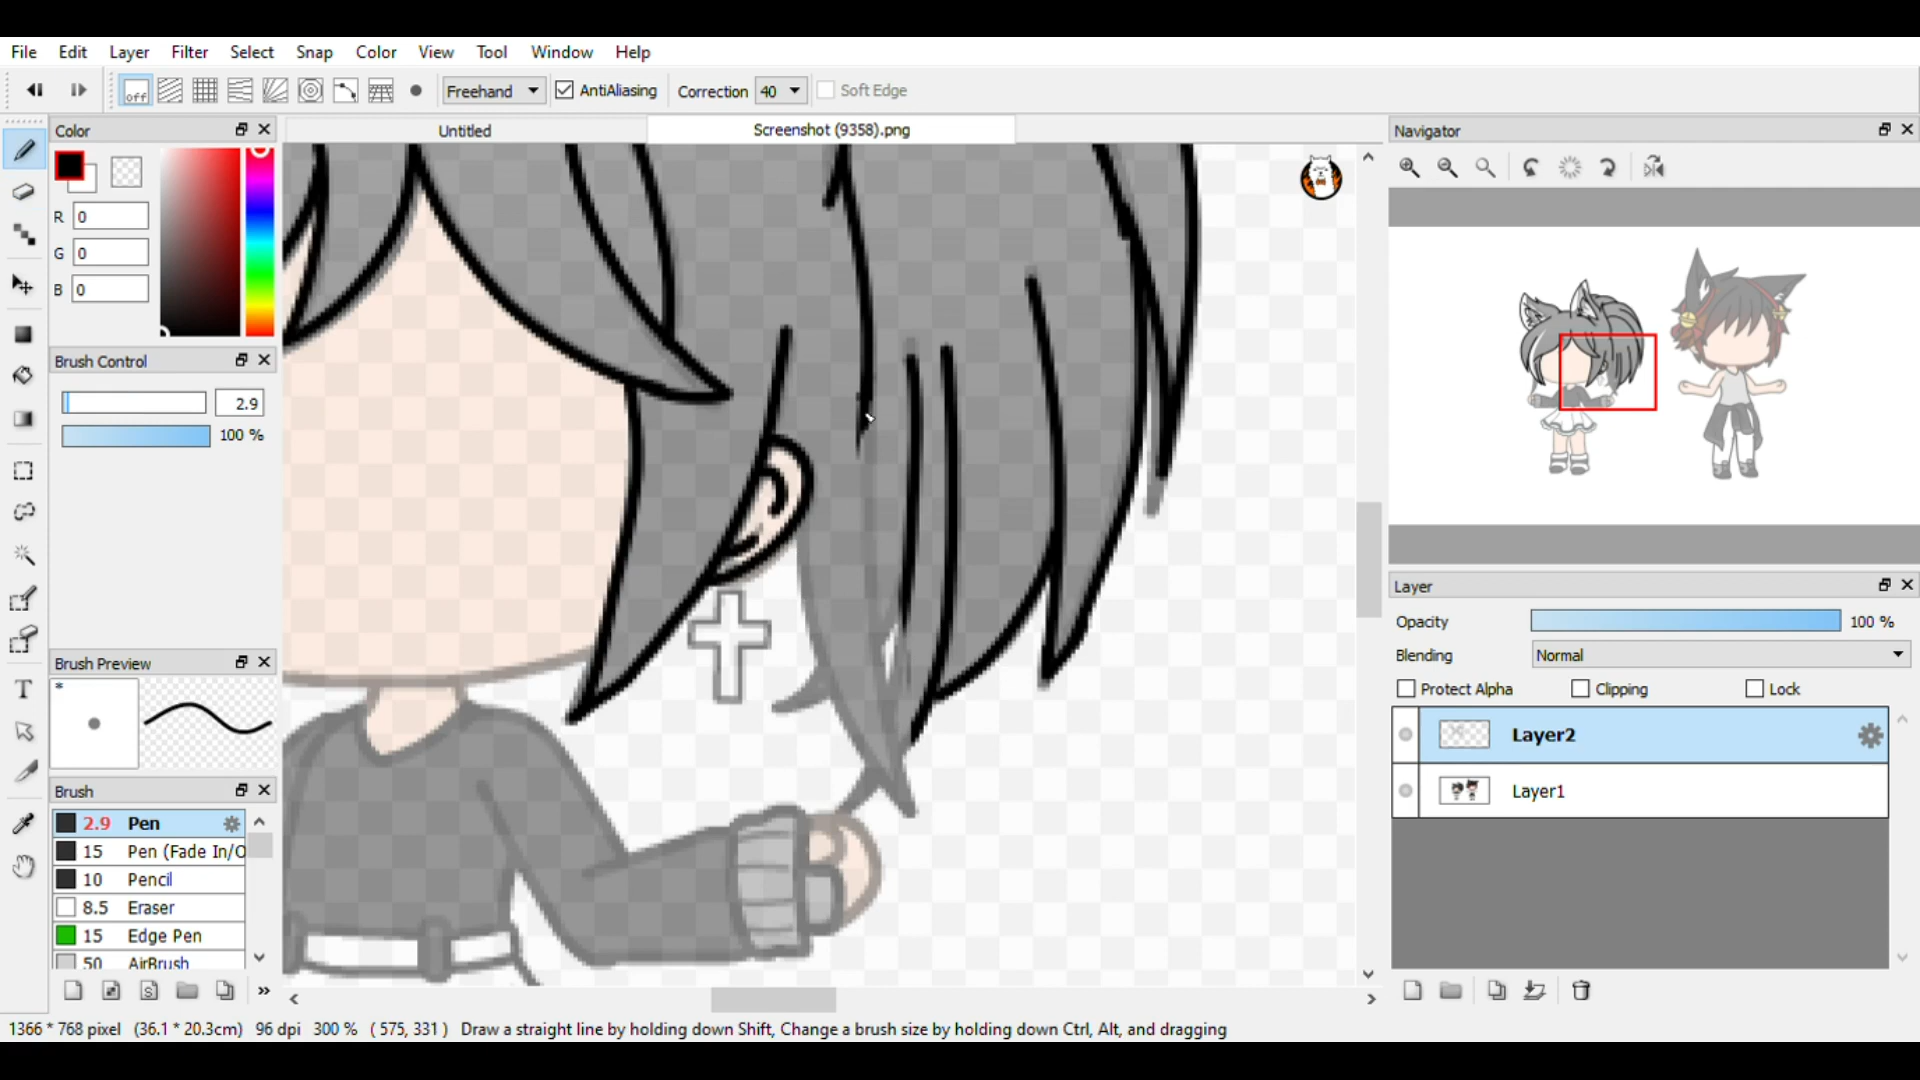 File Edit Layer Filter Select Snap Color View Tool Window Help
off Freehand AntiAliasing Correction 40 Soft Edge
Color
Untitled
Screenshot (9358).png
Navigator
R 0
G 0
B 0
Brush Control
2.9
100 %
Brush Preview
*
Brush
2.9 Pen
15 Pen (Fade In/O
10 Pencil
8.5 Eraser
15 Edge Pen
50 AirBrush
Layer
Opacity 100 %
Blending Normal
Protect Alpha Clipping Lock
Layer2
Layer1
1366 * 768 pixel (36.1 * 20.3cm) 96 dpi 300 % ( 575, 331 ) Draw a straight line by holding down Shift, Change a brush size by holding down Ctrl, Alt, and dragging